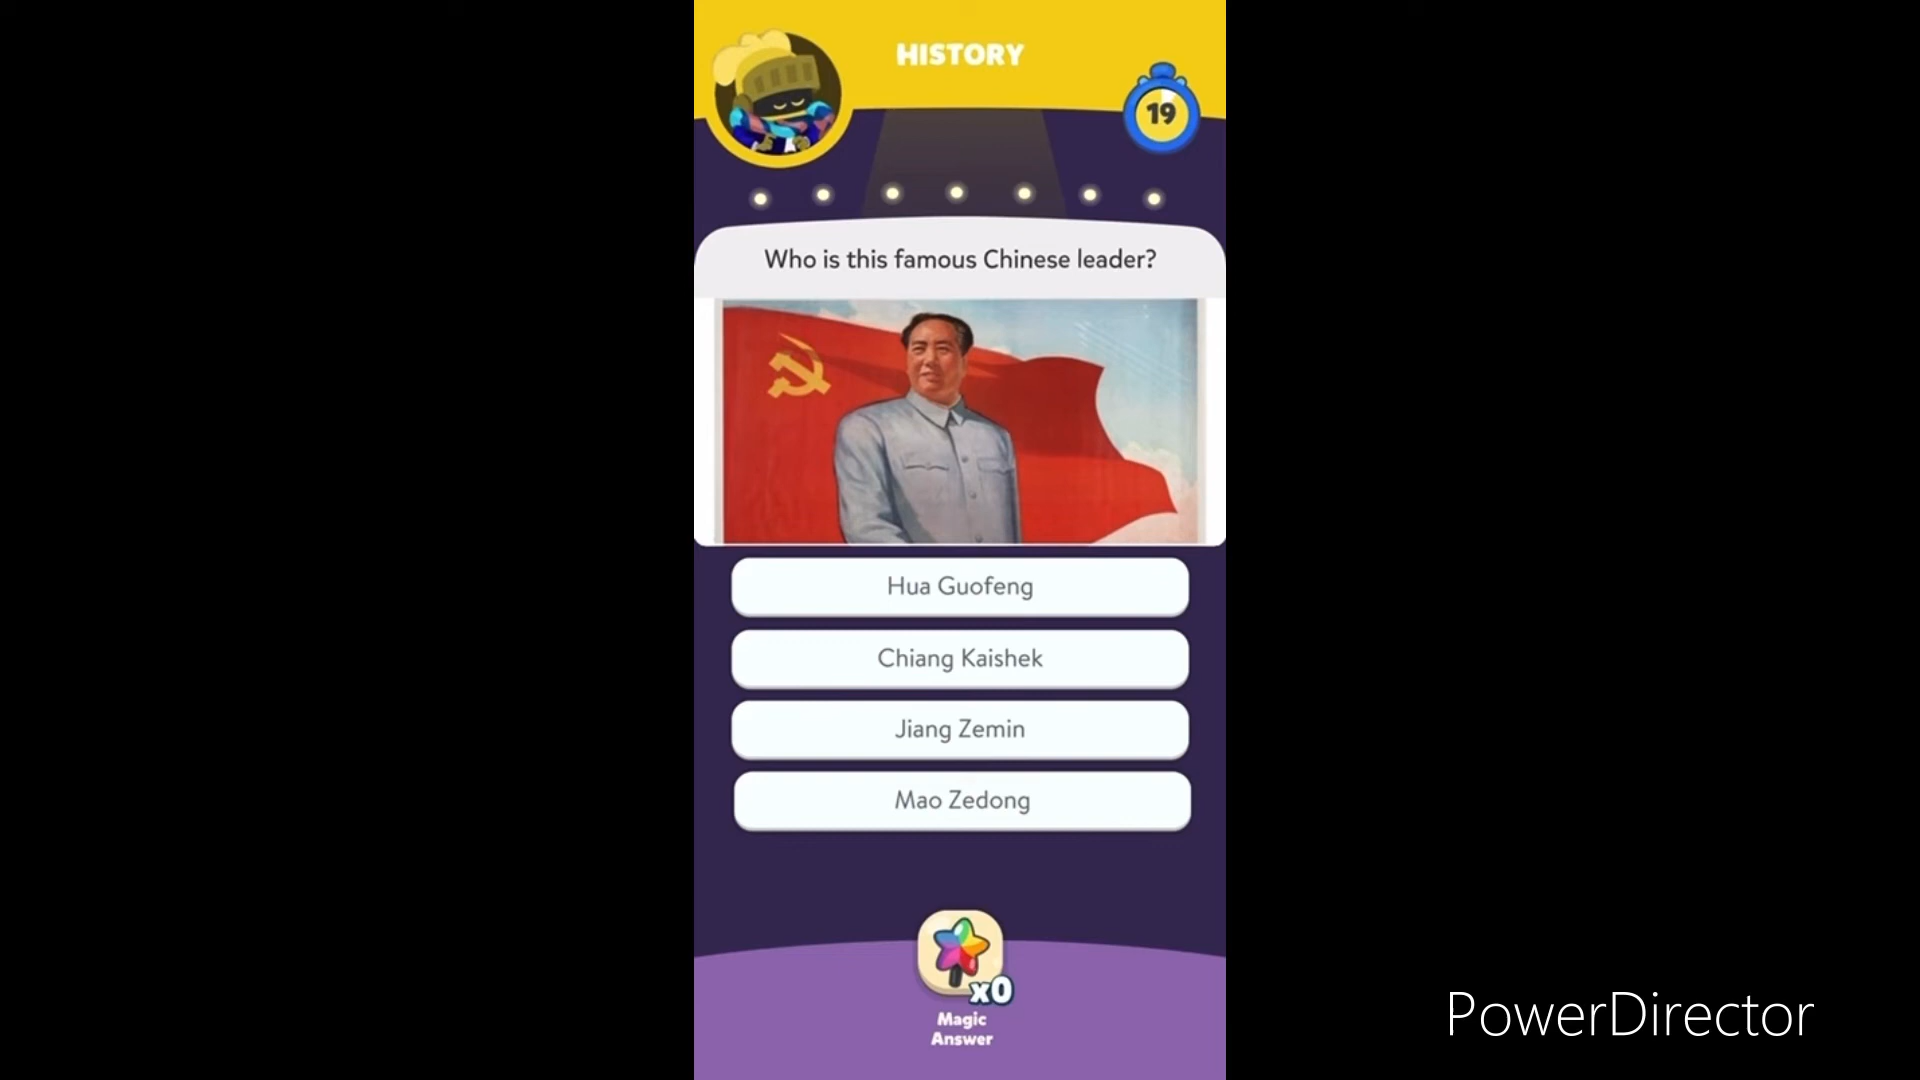 HISTORY
19
Who is this famous Chinese leader?
Hua Guofeng
Chiang Kaishek
Jiang Zemin
Mao Zedong
x0
Magic
Answer
PowerDirector